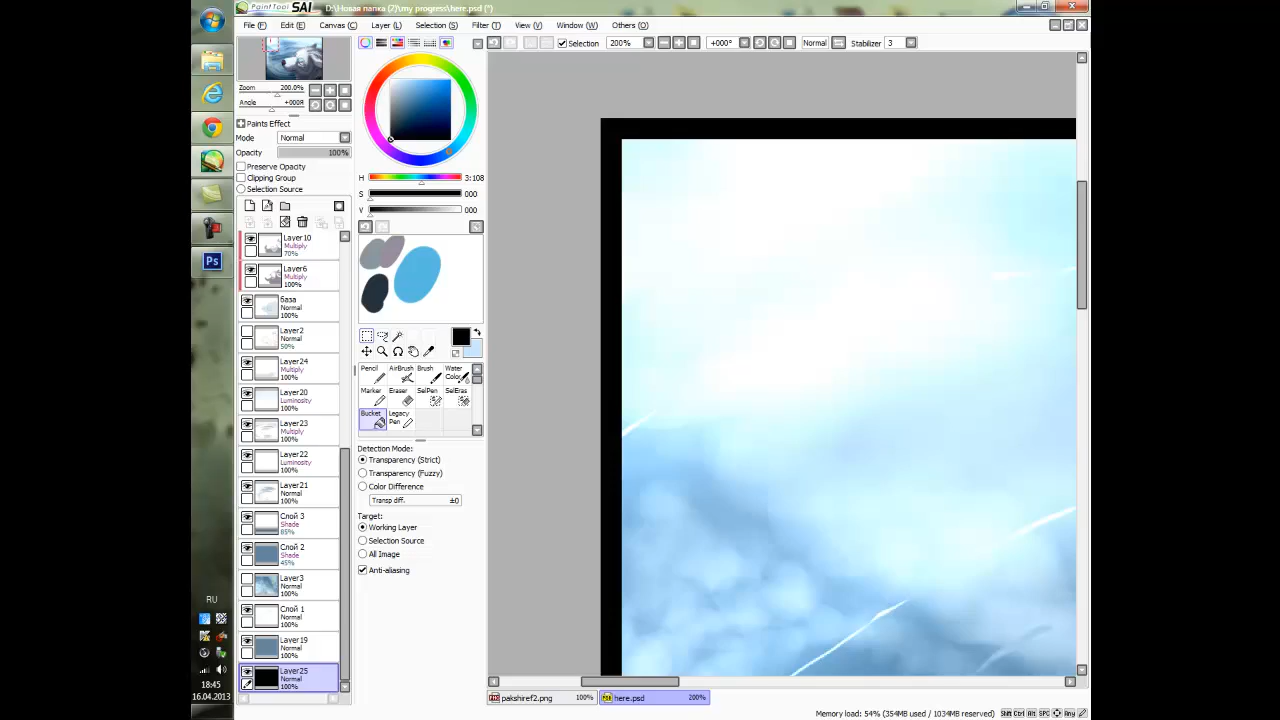 PaintTool SAI D:\Новая папка (2)\my progress\here.psd (*)
File (F) Edit (E) Canvas (C) Layer (L) Selection (S) Filter (T) View (V) Window (W) Others (O)
Selection 200% +000° Normal Stabilizer 3
Zoom 200.0%
Angle +000Я
Paints Effect
Mode Normal
Opacity 100%
Preserve Opacity
Clipping Group
Selection Source
Layer10
Multiply
70%
Layer6
Multiply
100%
база
Normal
100%
Layer2
Normal
50%
Layer24
Multiply
100%
Layer20
Luminosity
100%
Layer23
Multiply
100%
Layer22
Luminosity
100%
Layer21
Normal
100%
Слой 3
Shade
85%
Слой 2
Shade
45%
Layer3
Normal
100%
Слой 1
Normal
100%
Layer19
Normal
100%
Layer25
Normal
100%
H 3:108
S 000
V 000
Pencil AirBrush Brush Water Color
Marker Eraser SelPen SelEras
Bucket Legacy Pen
Detection Mode:
Transparency (Strict)
Transparency (Fuzzy)
Color Difference
Transp diff. ±0
Target:
Working Layer
Selection Source
All Image
Anti-aliasing
Ps
RU
18:45
16.04.2013
pakshiref2.png 100% here.psd 200%
Memory load: 54% (354MB used / 1034MB reserved) Shift Ctrl Alt SPC Any